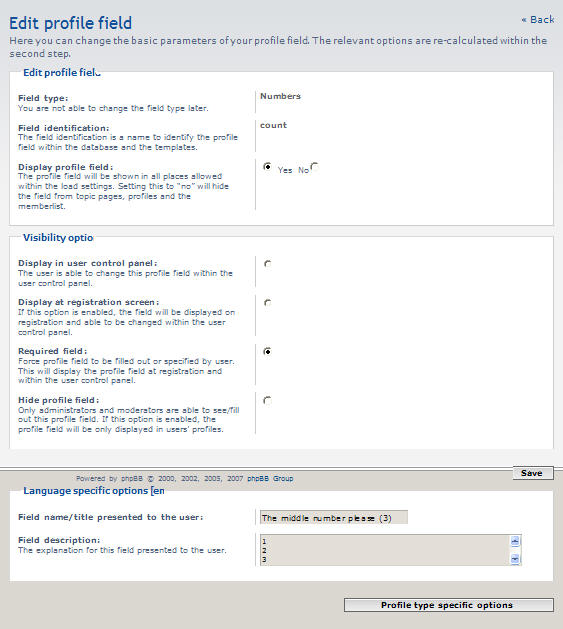 Edit profile field
« Back
Here you can change the basic parameters of your profile field. The relevant options are re-calculated within the
second step.
Edit profile field
Field type:
Numbers
You are not able to change the field type later.
Field identification:
count
The field identification is a name to identify the profile
field within the database and the templates.
Display profile field:
Yes No
The profile field will be shown in all places allowed
within the load settings. Setting this to "no" will hide
the field from topic pages, profiles and the
memberlist.
Visibility optio
Display in user control panel:
The user is able to change this profile field within the
user control panel.
Display at registration screen:
If this option is enabled, the field will be displayed on
registration and able to be changed within the user
control panel.
Required field:
Force profile field to be filled out or specified by user.
This will display the profile field at registration and
within the user control panel.
Hide profile field:
Only administrators and moderators are able to see/fill
out this profile field. If this option is enabled, the
profile field will be only displayed in users' profiles.
Save
Powered by phpBB © 2000, 2002, 2005, 2007 phpBB Group
Language specific options [en
Field name/title presented to the user:
The middle number please (3)
Field description:
The explanation for this field presented to the user.
1
2
3
Profile type specific options